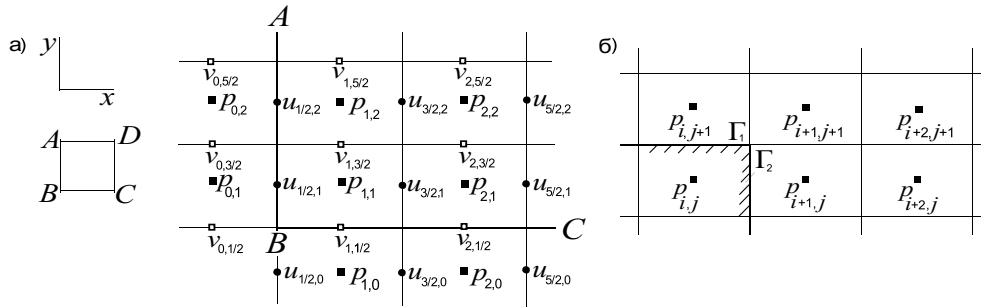 а)
y
x
A D
B C
A
v0,5/2 v1,5/2 v2,5/2
p0,2 u1/2,2 p1,2 u3/2,2 p2,2 u5/2,2
v0,3/2 v1,3/2 v2,3/2
p0,1 u1/2,1 p1,1 u3/2,1 p2,1 u5/2,1
v0,1/2 B v1,1/2 v2,1/2 C
u1/2,0 p1,0 u3/2,0 p2,0 u5/2,0
б)
pi,j+1 pi+1,j+1 pi+2,j+1
Γ1
Γ2
pi,j pi+1,j pi+2,j